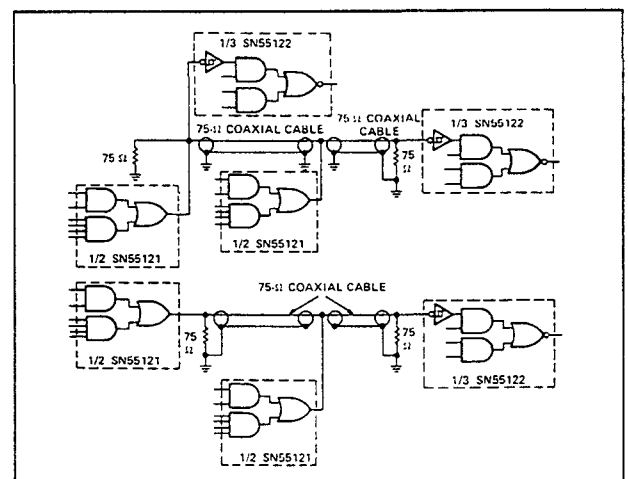 1/3 SN55122
75-Ω COAXIAL CABLE
75-Ω COAXIAL
CABLE
1/3 SN55122
75 Ω
75
Ω
1/2 SN55121
1/2 SN55121
75-Ω COAXIAL CABLE
1/2 SN55121
75
Ω
75
Ω
1/3 SN55122
1/2 SN55121